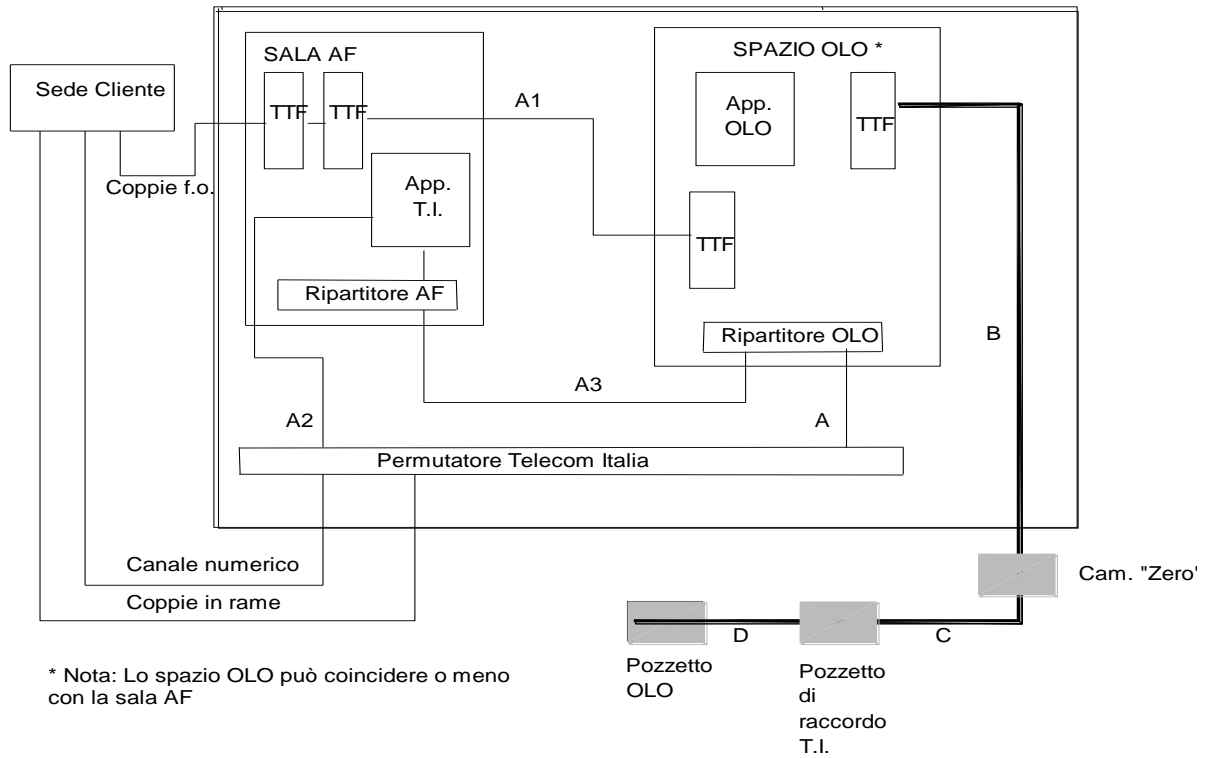 SALA AF
SPAZIO OLO *
Sede Cliente
TTF
TTF
A1
App.
OLO
TTF
Coppie f.o.
App.
T.I.
TTF
Ripartitore AF
Ripartitore OLO
B
A3
A2
A
Permutatore Telecom Italia
Canale numerico
Cam. "Zero'
Coppie in rame
D
C
* Nota: Lo spazio OLO può coincidere o meno
con la sala AF
Pozzetto
OLO
Pozzetto
di
raccordo
T.I.